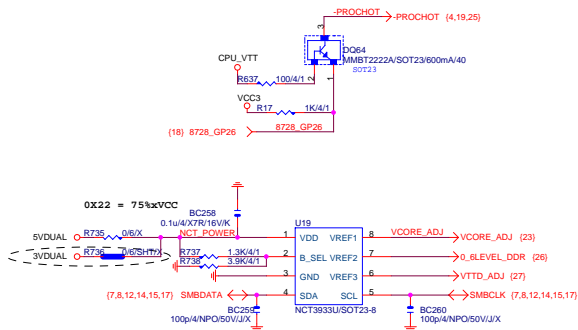 -PROCHOT
-PROCHOT {4,19,25}
3
DQ64
MMBT2222A/SOT23/600mA/40
SOT23
CPU_VTT
R637 100/4/1
2
1
VCC3
R17 1K/4/1
{18} 8728_GP26
8728_GP26
0X22 = 75%xVCC
BC258
0.1u/4/X7R/16V/K
U19
5VDUAL R735 0/6/X
NCT_POWER
1 VDD VREF1 8
VCORE_ADJ
VCORE_ADJ {23}
3VDUAL R736 0/6/SHT/X
R737 1.3K/4/1
2 B_SEL VREF2 7
0_6LEVEL_DDR {26}
R738 3.9K/4/1
3 GND VREF3 6
VTTD_ADJ {27}
{7,8,12,14,15,17} SMBDATA
4 SDA SCL 5
SMBCLK {7,8,12,14,15,17}
BC259
100p/4/NPO/50V/J/X
NCT3933U/SOT23-8
BC260
100p/4/NPO/50V/J/X